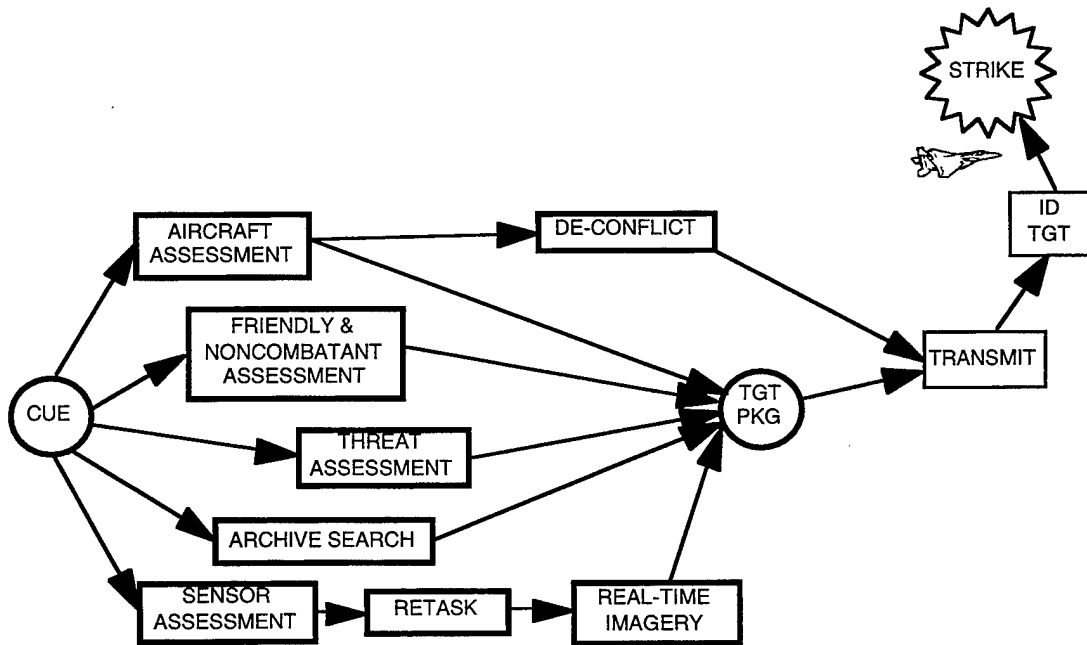 STRIKE
ID
TGT
AIRCRAFT
ASSESSMENT
DE-CONFLICT
FRIENDLY &
NONCOMBATANT
ASSESSMENT
TRANSMIT
CUE
TGT
PKG
THREAT
ASSESSMENT
ARCHIVE SEARCH
SENSOR
ASSESSMENT
RETASK
REAL-TIME
IMAGERY